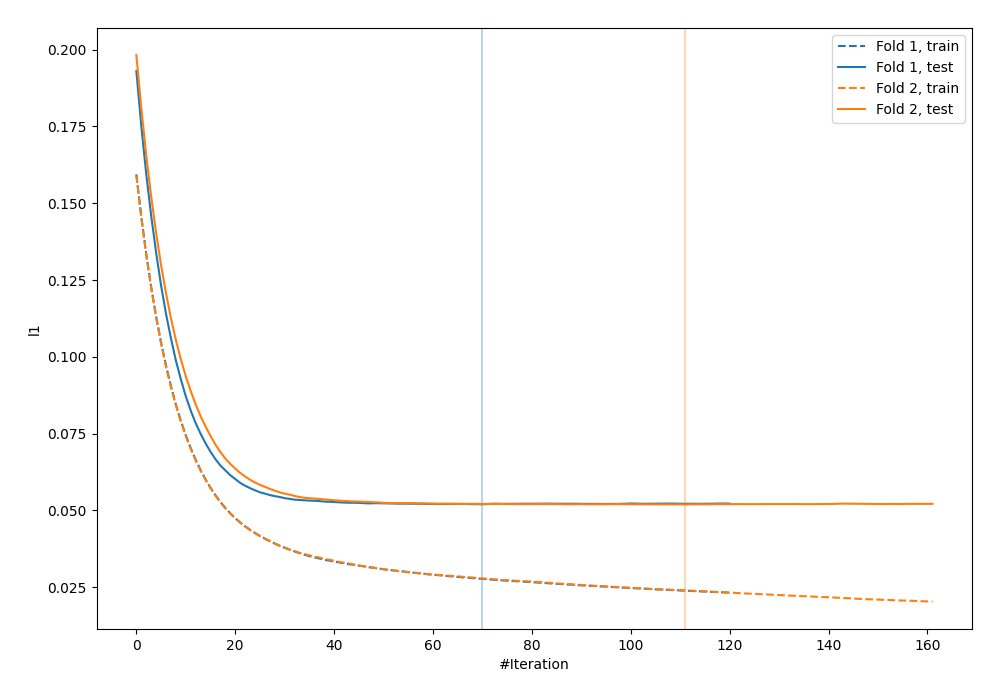 Fold 1, train
Fold 1, test
Fold 2, train
Fold 2, test
l1
0.200
0.175
0.150
0.125
0.100
0.075
0.050
0.025
0 20 40 60 80 100 120 140 160
#Iteration